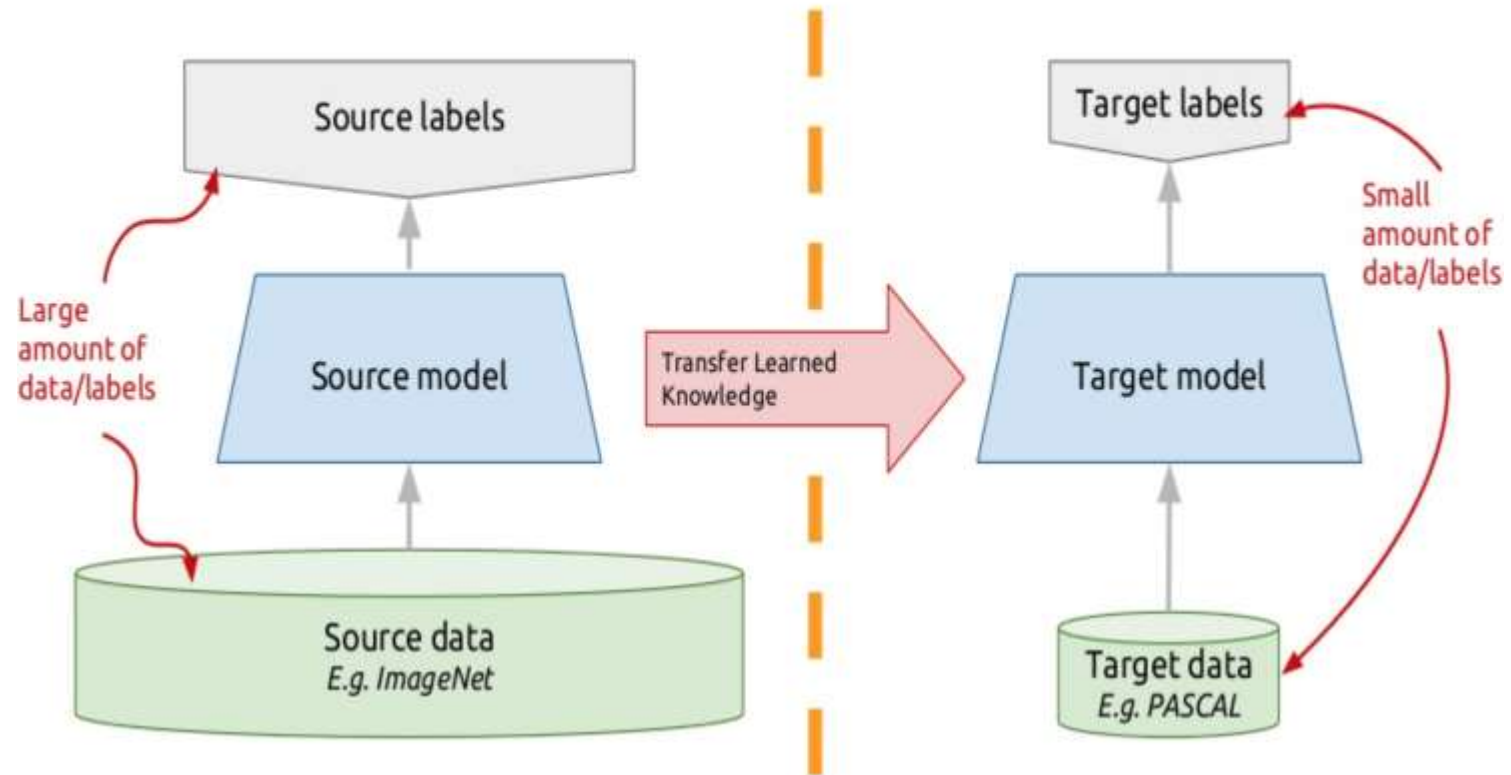 Source labels
Target labels
Large
amount of
data/labels
Small
amount of
data/labels
Source model
Transfer Learned
Knowledge
Target model
Source data
E.g. ImageNet
Target data
E.g. PASCAL